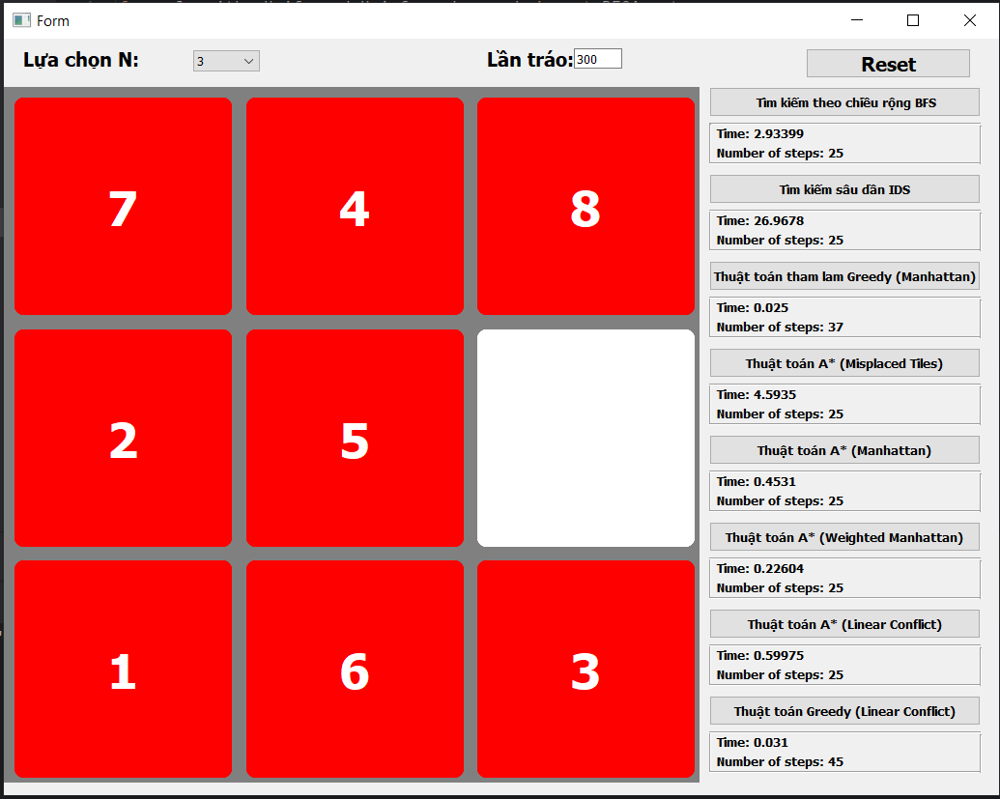 Form
Lựa chọn N:
3
Lần tráo:
300
Reset
7 4 8
2 5
1 6 3
Tìm kiếm theo chiều rộng BFS
Time: 2.93399
Number of steps: 25
Tìm kiếm sâu dần IDS
Time: 26.9678
Number of steps: 25
Thuật toán tham lam Greedy (Manhattan)
Time: 0.025
Number of steps: 37
Thuật toán A* (Misplaced Tiles)
Time: 4.5935
Number of steps: 25
Thuật toán A* (Manhattan)
Time: 0.4531
Number of steps: 25
Thuật toán A* (Weighted Manhattan)
Time: 0.22604
Number of steps: 25
Thuật toán A* (Linear Conflict)
Time: 0.59975
Number of steps: 25
Thuật toán Greedy (Linear Conflict)
Time: 0.031
Number of steps: 45